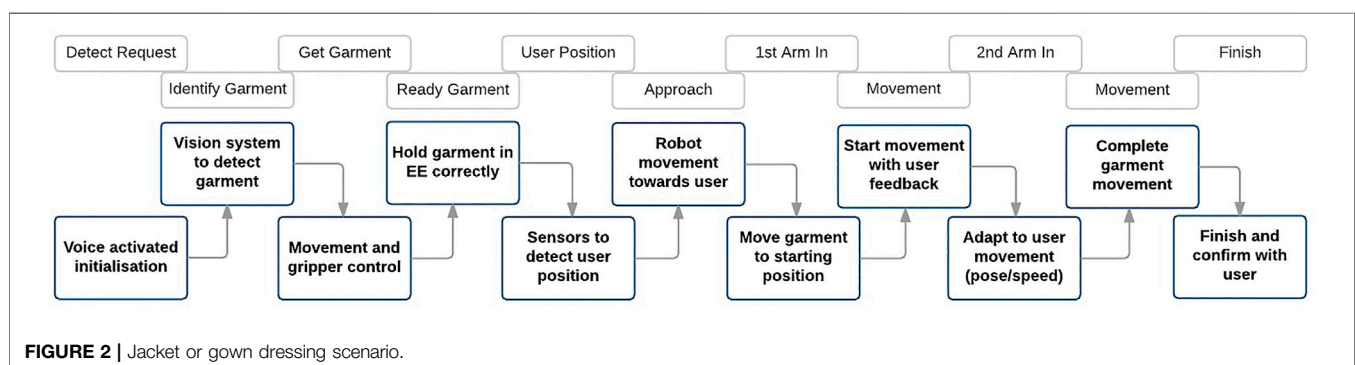 Detect Request
Get Garment
User Position
1st Arm In
2nd Arm In
Finish
Identify Garment
Ready Garment
Approach
Movement
Movement
Vision system
to detect
garment
Hold garment in
EE correctly
Robot
movement
towards user
Start movement
with user
feedback
Complete
garment
movement
Voice activated
initialisation
Movement and
gripper control
Sensors to
detect user
position
Move garment
to starting
position
Adapt to user
movement
(pose/speed)
Finish and
confirm with
user
FIGURE 2 | Jacket or gown dressing scenario.